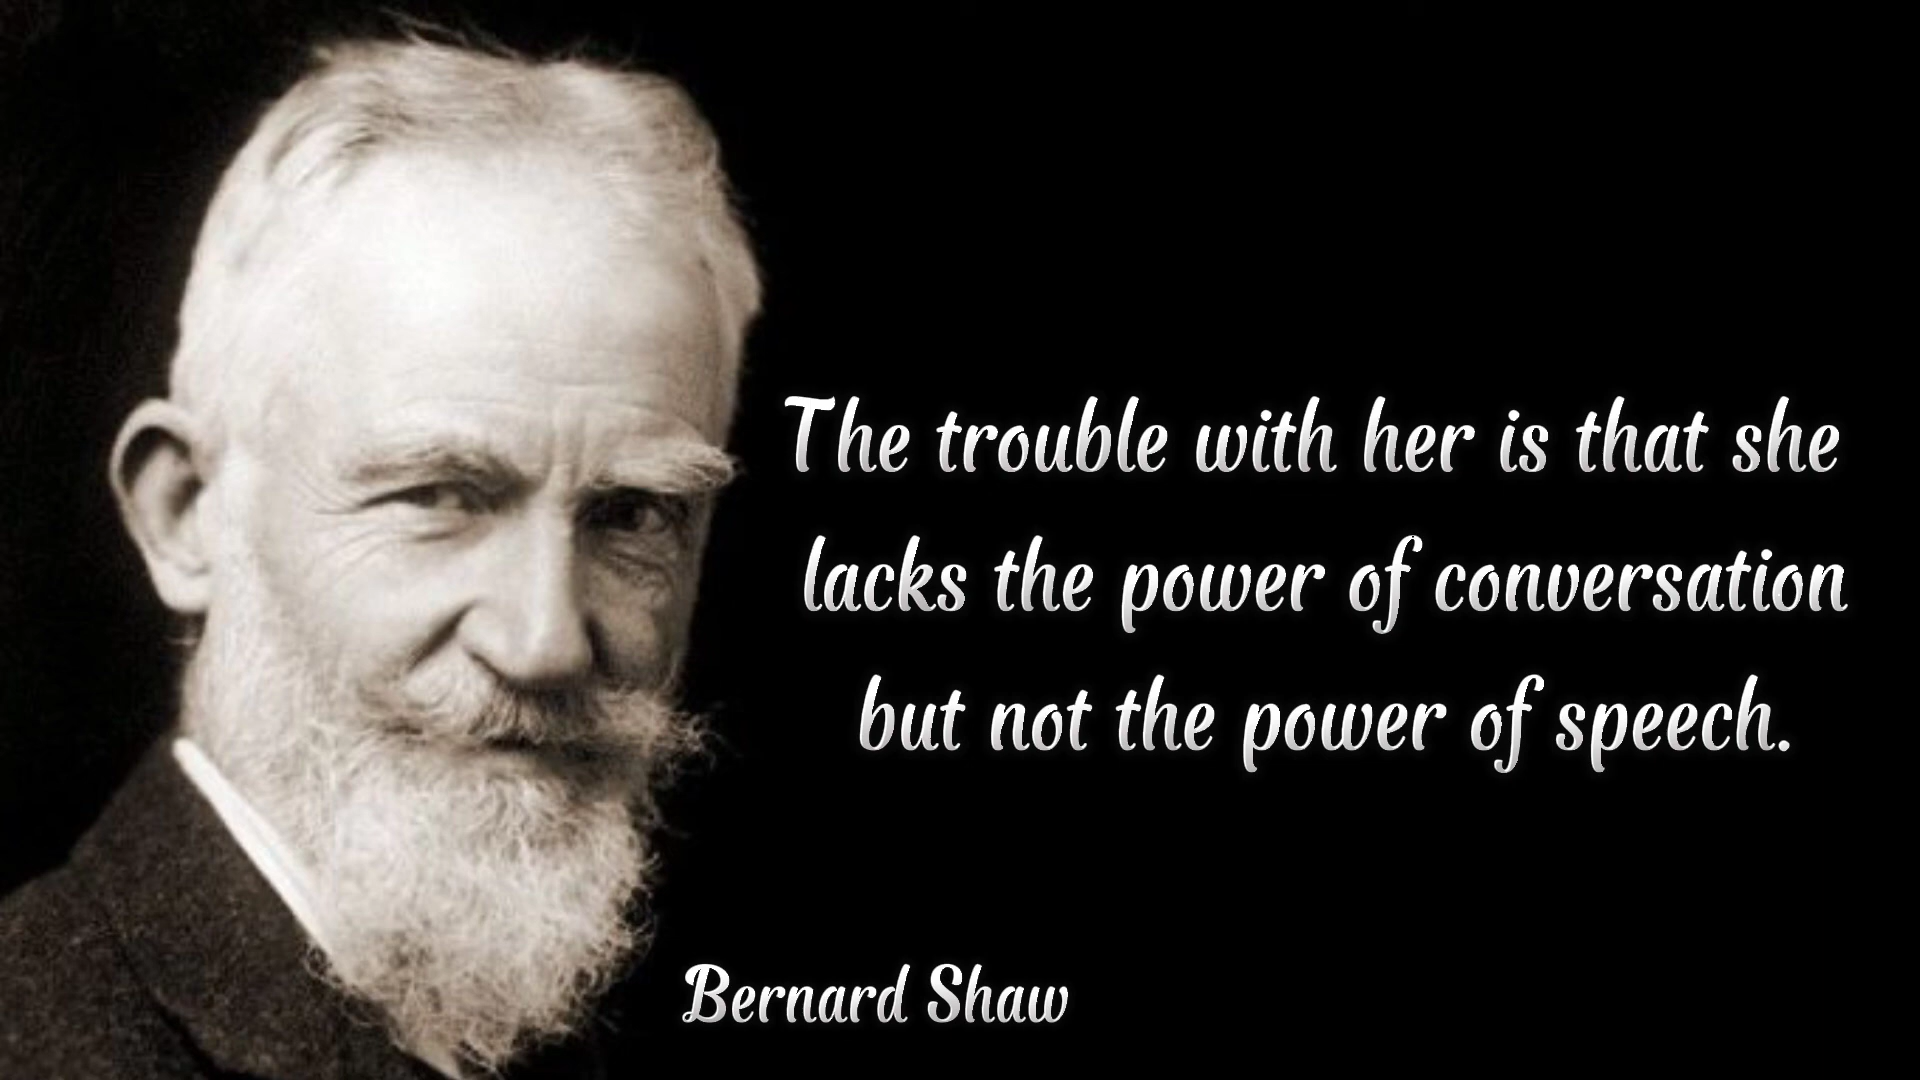 The trouble with her is that she
lacks the power of conversation
but not the power of speech.
Bernard Shaw